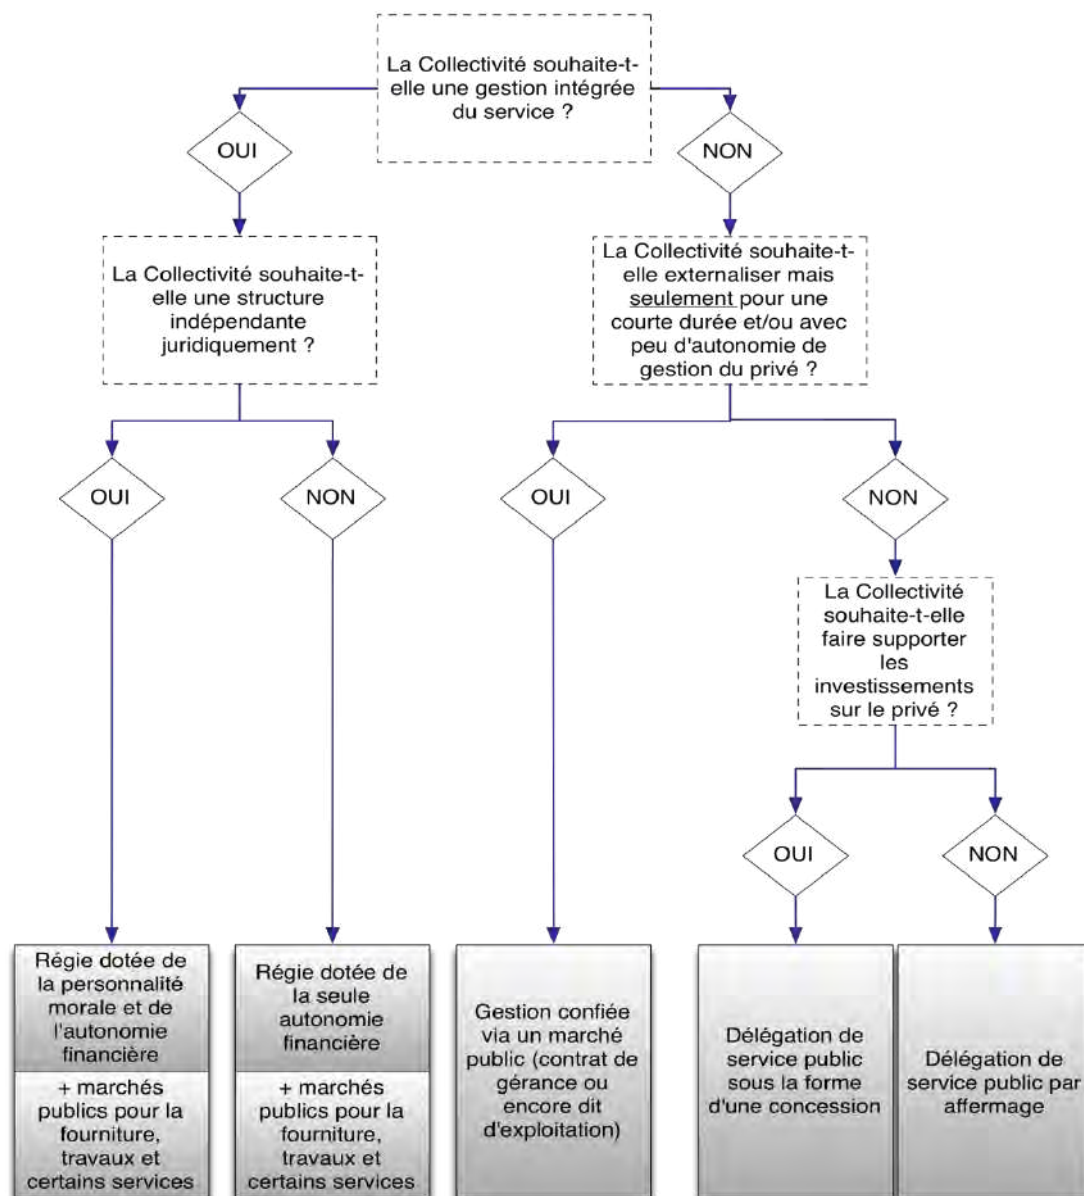 La Collectivité souhaite-t-
elle une gestion intégrée
du service ?
OUI
NON
La Collectivité souhaite-t-
elle une structure
indépendante
juridiquement ?
La Collectivité souhaite-t-
elle externaliser mais
seulement pour une
courte durée et/ou avec
peu d'autonomie de
gestion du privé ?
OUI
NON
OUI
NON
La Collectivité
souhaite-t-elle
faire supporter
les
investissements
sur le privé ?
OUI
NON
Régie dotée de
la personnalité
morale et de
l'autonomie
financière
+ marchés
publics pour la
fourniture,
travaux et
certains services
Régie dotée de
la seule
autonomie
financière
+ marchés
publics pour la
fourniture,
travaux et
certains services
Gestion confiée
via un marché
public (contrat de
gérance ou
encore dit
d'exploitation)
Délégation de
service public
sous la forme
d'une concession
Délégation de
service public par
affermage